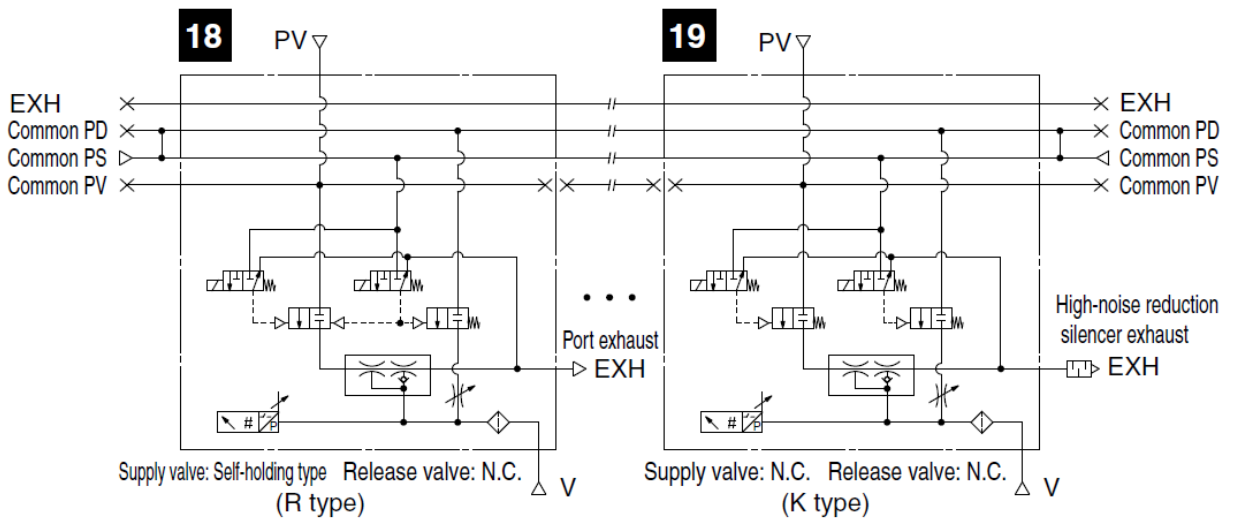 18
PV
19
PV
EXH
EXH
Common PD
Common PD
Common PS
Common PS
Common PV
Common PV
Port exhaust
EXH
High-noise reduction
silencer exhaust
EXH
#
P
#
P
Supply valve: Self-holding type
Release valve: N.C.
(R type)
V
Supply valve: N.C.
Release valve: N.C.
(K type)
V